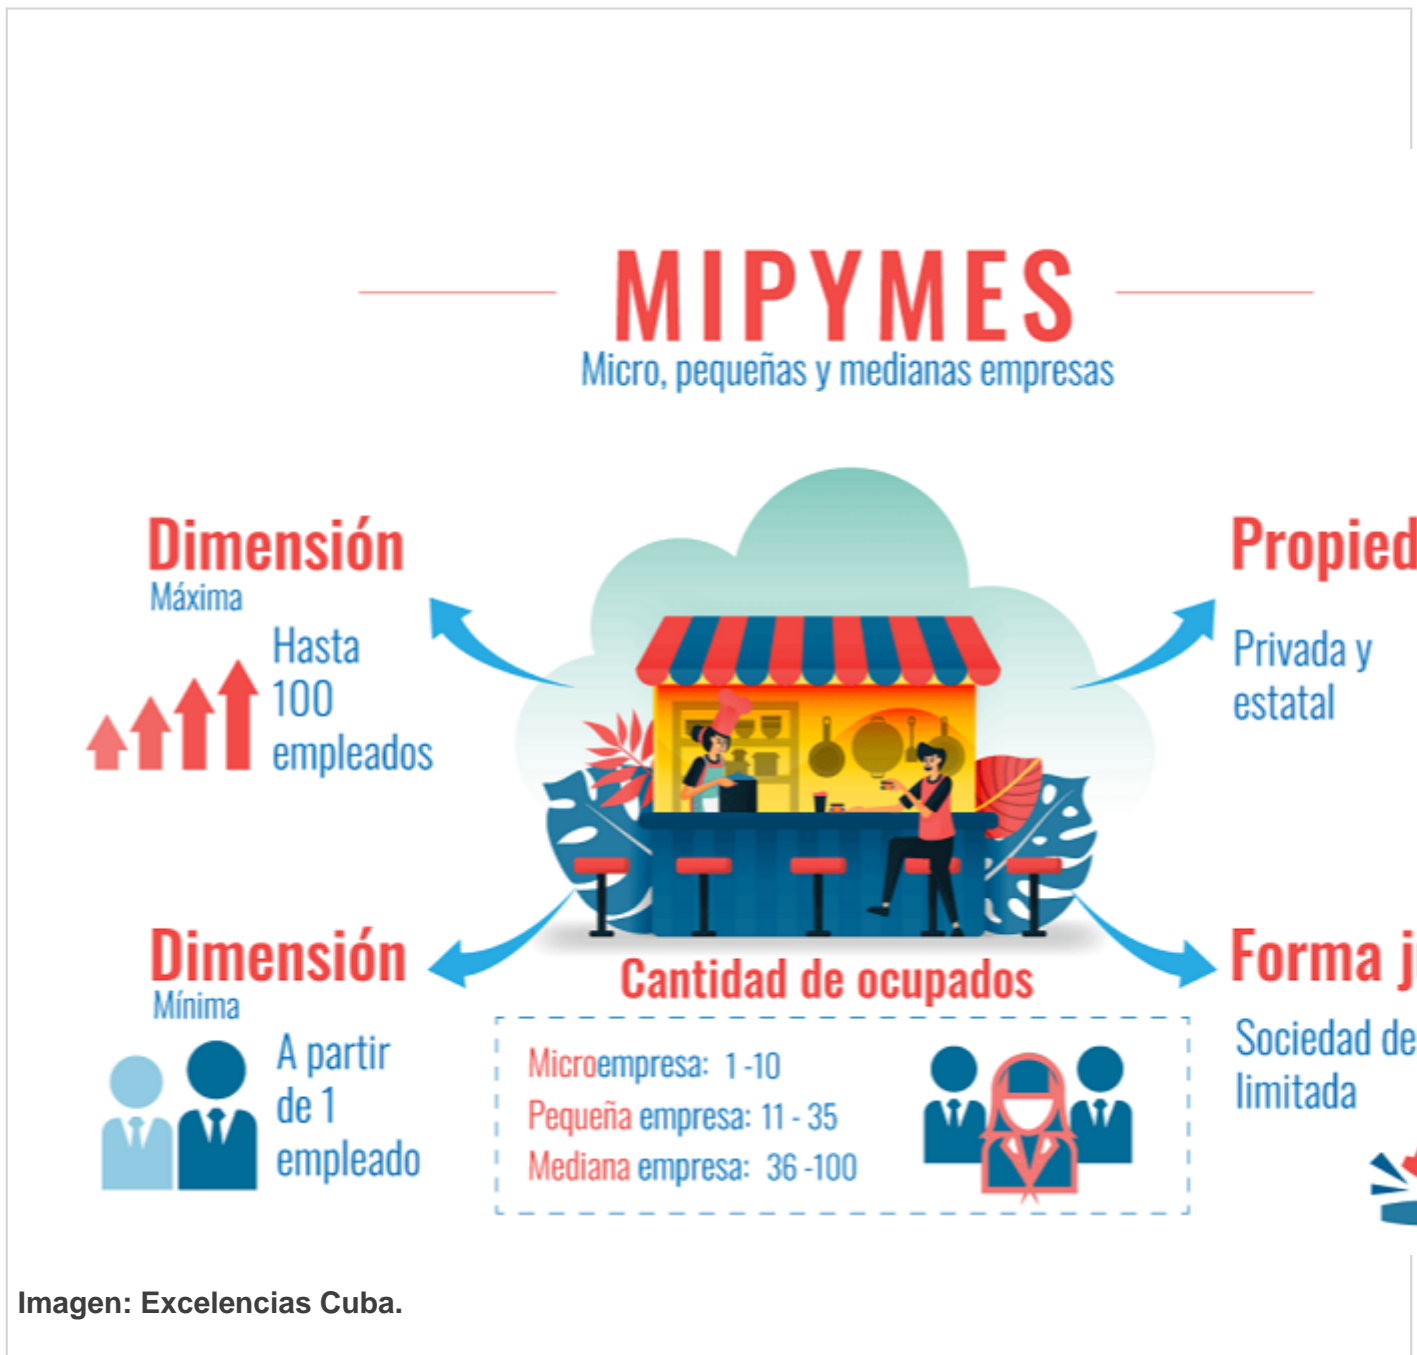 MIPYMES
Micro, pequeñas y medianas empresas
Dimensión
Máxima
Hasta
100
empleados
Propied
Privada y
estatal
Dimensión
Mínima
A partir
de 1
empleado
Cantidad de ocupados
Microempresa: 1 -10
Pequeña empresa: 11 - 35
Mediana empresa: 36 -100
Forma j
Sociedad de
limitada
Imagen: Excelencias Cuba.